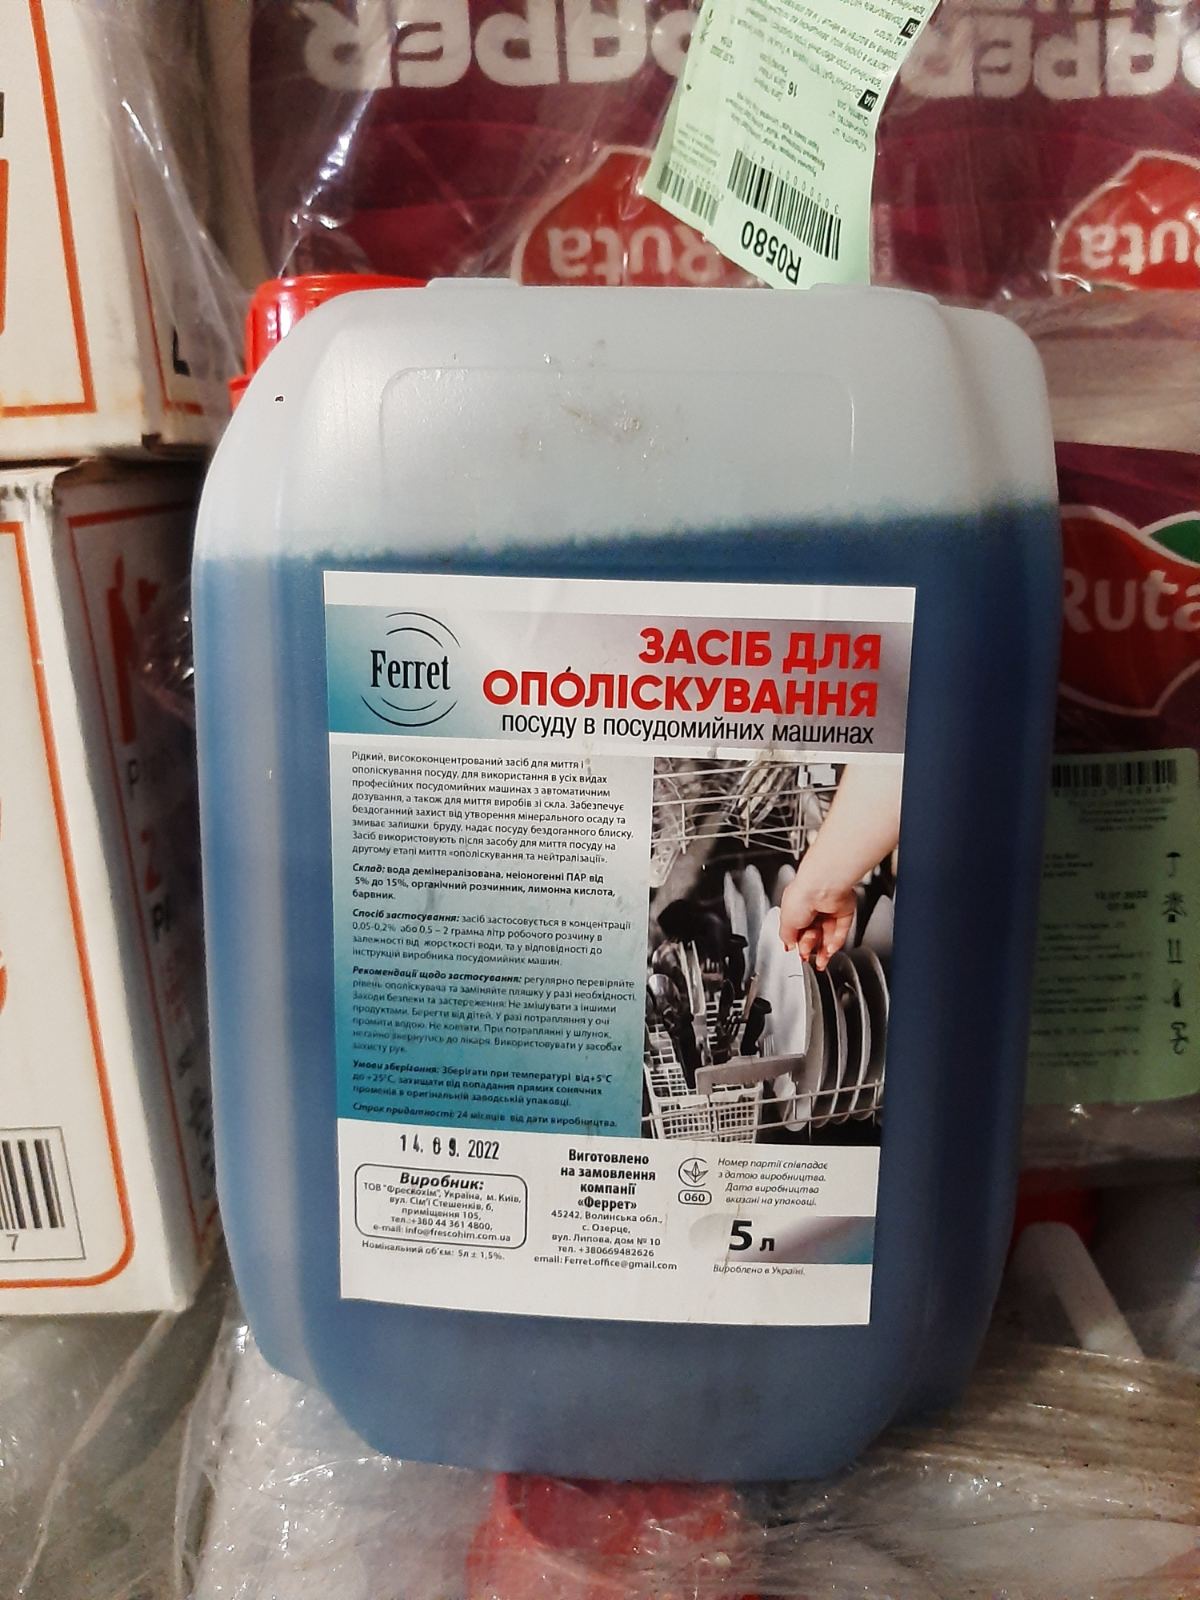 R0580
16
Ruta
Ruta
Ruta
Ferret
ЗАСІБ ДЛЯ
ОПОЛІСКУВАННЯ
посуду в посудомийних машинах
Рідкий, висококонцентрований засіб для миття і
ополіскування посуду, для використання в усіх видах
професійних посудомийних машинах з автоматичним
дозування, а також для миття виробів зі скла. Забезпечує
бездоганний захист від утворення мінерального осаду та
змиває залишки бруду, надає посуду бездоганного блиску.
Засіб використовують після засобу для миття посуду на
другому етапі миття «ополіскування та нейтралізації».
Склад: вода демінералізована, неіоногенні ПАР від
5% до 15%, органічний розчинник, лимонна кислота,
барвник.
Спосіб застосування: засіб застосовується в концентрації
0,05-0,2% або 0,5 – 2 грамна літр робочого розчину в
залежності від жорсткості води, та у відповідності до
інструкцій виробника посудомийних машин.
Рекомендації щодо застосування: регулярно перевіряйте
рівень ополіскувача та заміняйте пляшку у разі необхідності.
Заходи безпеки та застереження: Не змішувати з іншими
продуктами. Берегти від дітей. У разі потрапляння у очі
промити водою. Не ковтати. При потраплянні у шлунок,
негайно звернутись до лікаря. Використовувати у засобах
захисту рук.
Умови зберігання: Зберігати при температурі від+5°С
до +25°С, захищати від попадання прямих сонячних
променів в оригінальній заводській упаковці.
Строк придатності: 24 місяців від дати виробництва.
14. 09. 2022
Виробник:
ТОВ "Фрескохім", Україна, м. Київ,
вул. Сім'ї Стешенків, 6,
приміщення 105,
тел.:+380 44 361 4800,
e-mail: info@frescohim.com.ua
Номінальний об'єм: 5л ± 1,5%.
Виготовлено
на замовлення
компанії
«Феррет»
45242, Волинська обл.,
с. Озерце,
вул. Липова, дом № 10
тел. +380669482626
email: Ferret.office@gmail.com
060
Номер партії співпадає
з датою виробництва.
Дата виробництва
вказані на упаковці.
5 л
Вироблено в Україні.
7